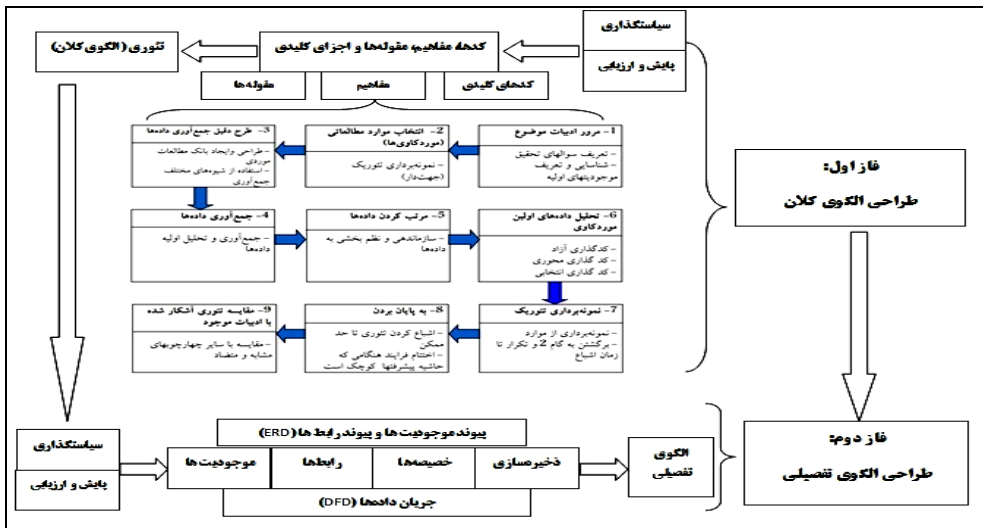 سیاستگذاری
پایش و ارزیابی
کدها، مفاهیم، مقوله‌ها و اجزای کلیدی
تئوری (الگوی کلان)
کدهای کلیدی
مفاهیم
مقوله‌ها
1- مرور ادبیات موضوع
- تعریف سوالهای تحقیق
- شناسایی و تعریف
موجودیتهای اولیه
2- انتخاب موارد مطالعاتی
(موردکاوی‌ها)
- نمونه‌برداری تئوریک
(جهت‌دار)
3- طرح دقیق جمع‌آوری داده‌ها
- طراحی وایجاد بانک مطالعات
موردی
- استفاده از شیوه‌های مختلف
جمع‌آوری
4- جمع‌آوری داده‌ها
- جمع‌آوری و تحلیل اولیه
داده‌ها
5- مرتب کردن داده‌ها
- سازماندهی و نظم بخشی به
داده‌ها
6- تحلیل داده‌های اولین
موردکاوی
- کدگذاری آزاد
- کد گذاری محوری
- کد گذاری انتخابی
7- نمونه‌برداری تئوریک
- نمونه‌برداری از موارد
- برگشتن به گام 2 و تکرار تا
زمان اشباع
8- به پایان بردن
- اشباع کردن تئوری تا حد
ممکن
- اختتام فرایند هنگامی که
حاشیه پیشرفتها کوچک است
9- مقایسه تئوری آشکار شده
با ادبیات موجود
- مقایسه با سایر چهارچوبهای
مشابه و متضاد
فاز اول:
طراحی الگوی کلان
فاز دوم:
طراحی الگوی تفصیلی
سیاستگذاری
پایش و ارزیابی
پیوند موجودیت ها و پیوند رابط ها (ERD)
موجودیت‌ها
رابط‌ها
خصیصه‌ها
ذخیره‌سازی
جریان داده‌ها (DFD)
الگوی
تفصیلی